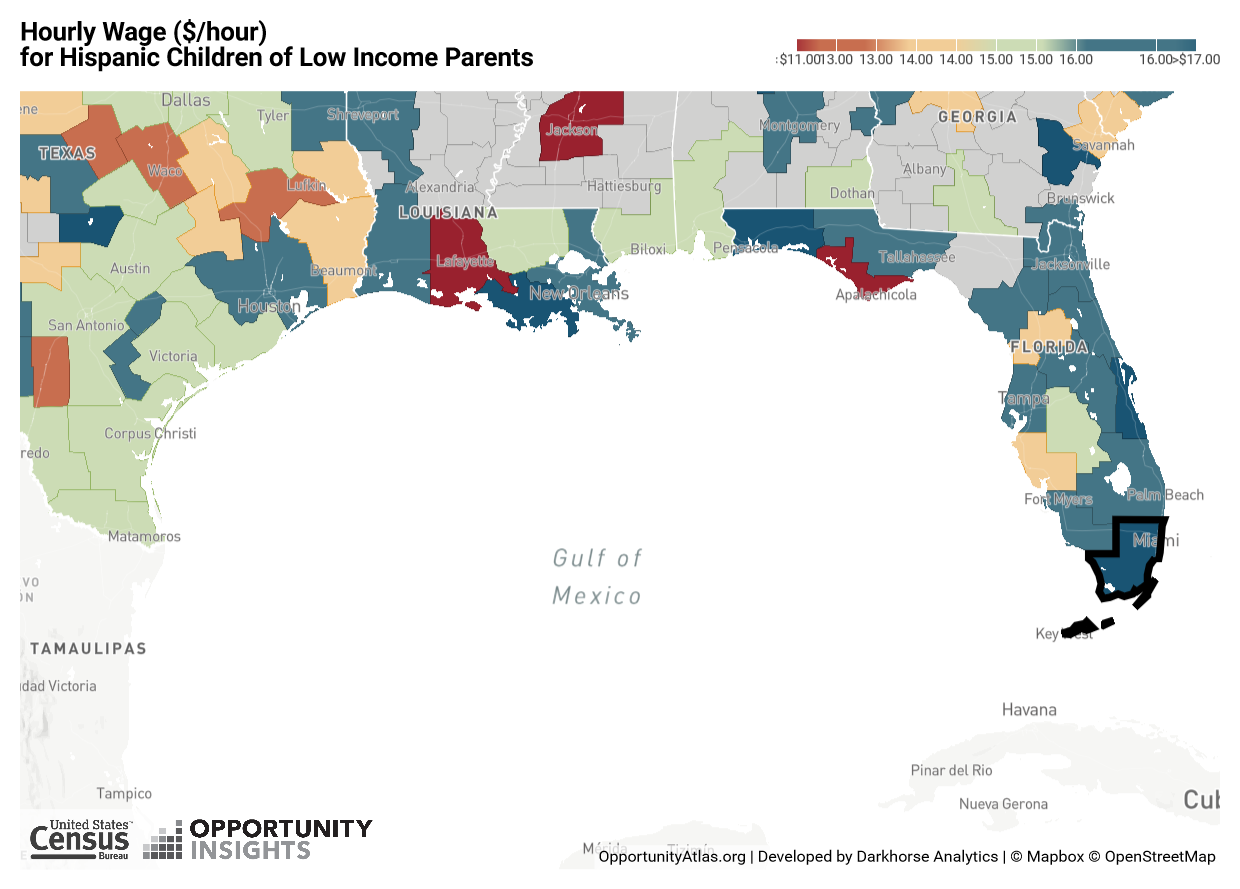 Hourly Wage ($/hour)
for Hispanic Children of Low Income Parents
:$11.00 13.00 13.00 14.00 14.00 15.00 15.00 16.00 16.00 >$17.00
ene
Dallas
Tyler
Shreveport
Jackson
Montgomery
GEORGIA
Savannah
TEXAS
Waco
Lufkin
Alexandria
Hattiesburg
Dothan
Albany
Brunswick
LOUISIANA
Biloxi
Pensacola
Tallahassee
Jacksonville
Austin
Beaumont
Lafayette
New Orleans
Apalachicola
Houston
San Antonio
Victoria
FLORIDA
Tampa
Corpus Christi
redo
Fort Myers
Palm Beach
Matamoros
Miami
Gulf of
Mexico
VO
ON
Key West
TAMAULIPAS
udad Victoria
Havana
Pinar del Rio
Nueva Gerona
Cub
Tampico
United States™
Census
Bureau
OPPORTUNITY
INSIGHTS
Mérida
Tizimín
OpportunityAtlas.org | Developed by Darkhorse Analytics | © Mapbox © OpenStreetMap